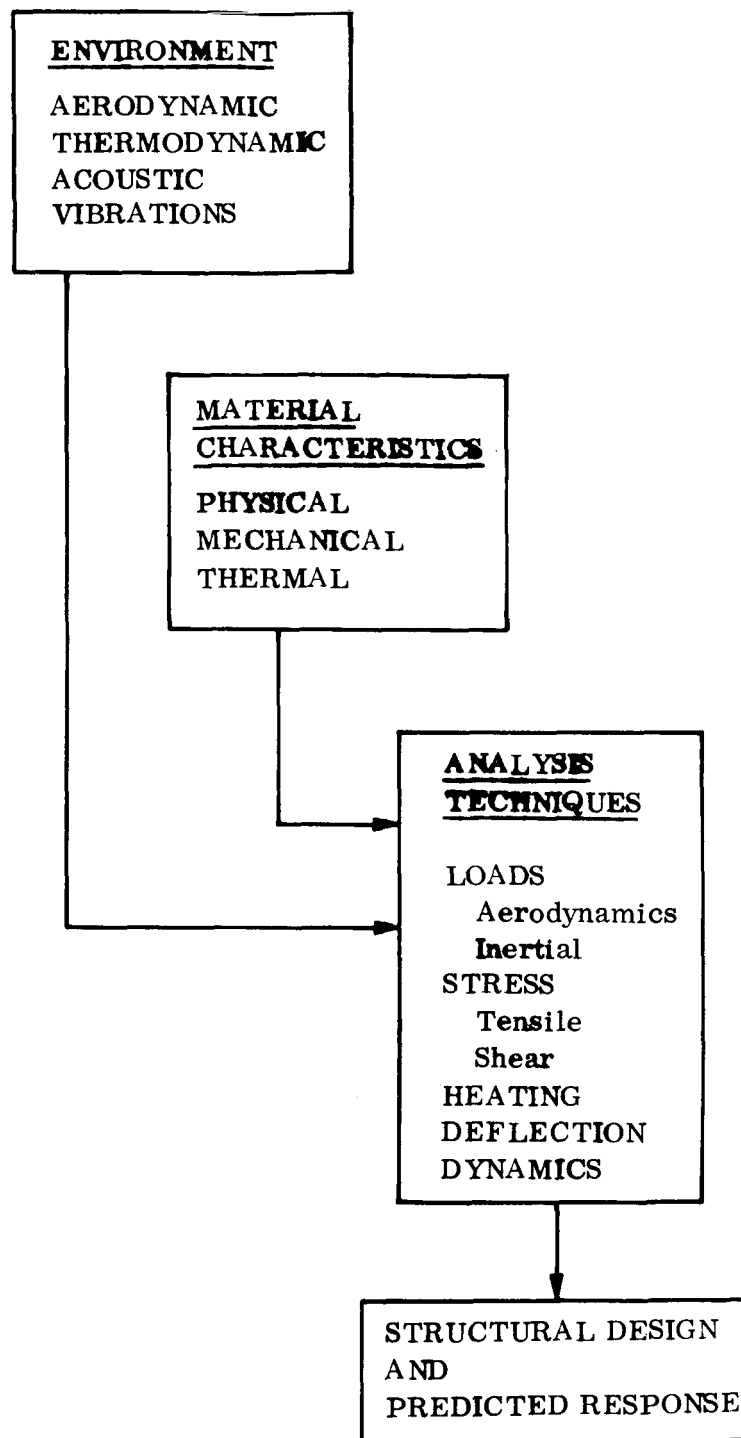 ENVIRONMENT
AERODYNAMIC
THERMODYNAMIC
ACOUSTIC
VIBRATIONS
MATERIAL
CHARACTERISTICS
PHYSICAL
MECHANICAL
THERMAL
ANALYSIS
TECHNIQUES
LOADS
Aerodynamics
Inertial
STRESS
Tensile
Shear
HEATING
DEFLECTION
DYNAMICS
STRUCTURAL DESIGN
AND
PREDICTED RESPONSE